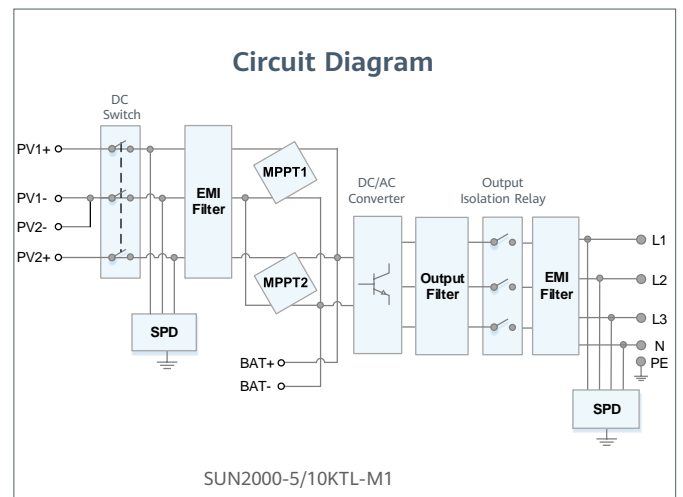 Circuit Diagram
DC
Switch
PV1+
PV1-
PV2-
PV2+
EMI
Filter
MPPT1
MPPT2
SPD
BAT+
BAT-
DC/AC
Converter
Output
Filter
Output
Isolation Relay
EMI
Filter
L1
L2
L3
N
PE
SPD
SUN2000-5/10KTL-M1